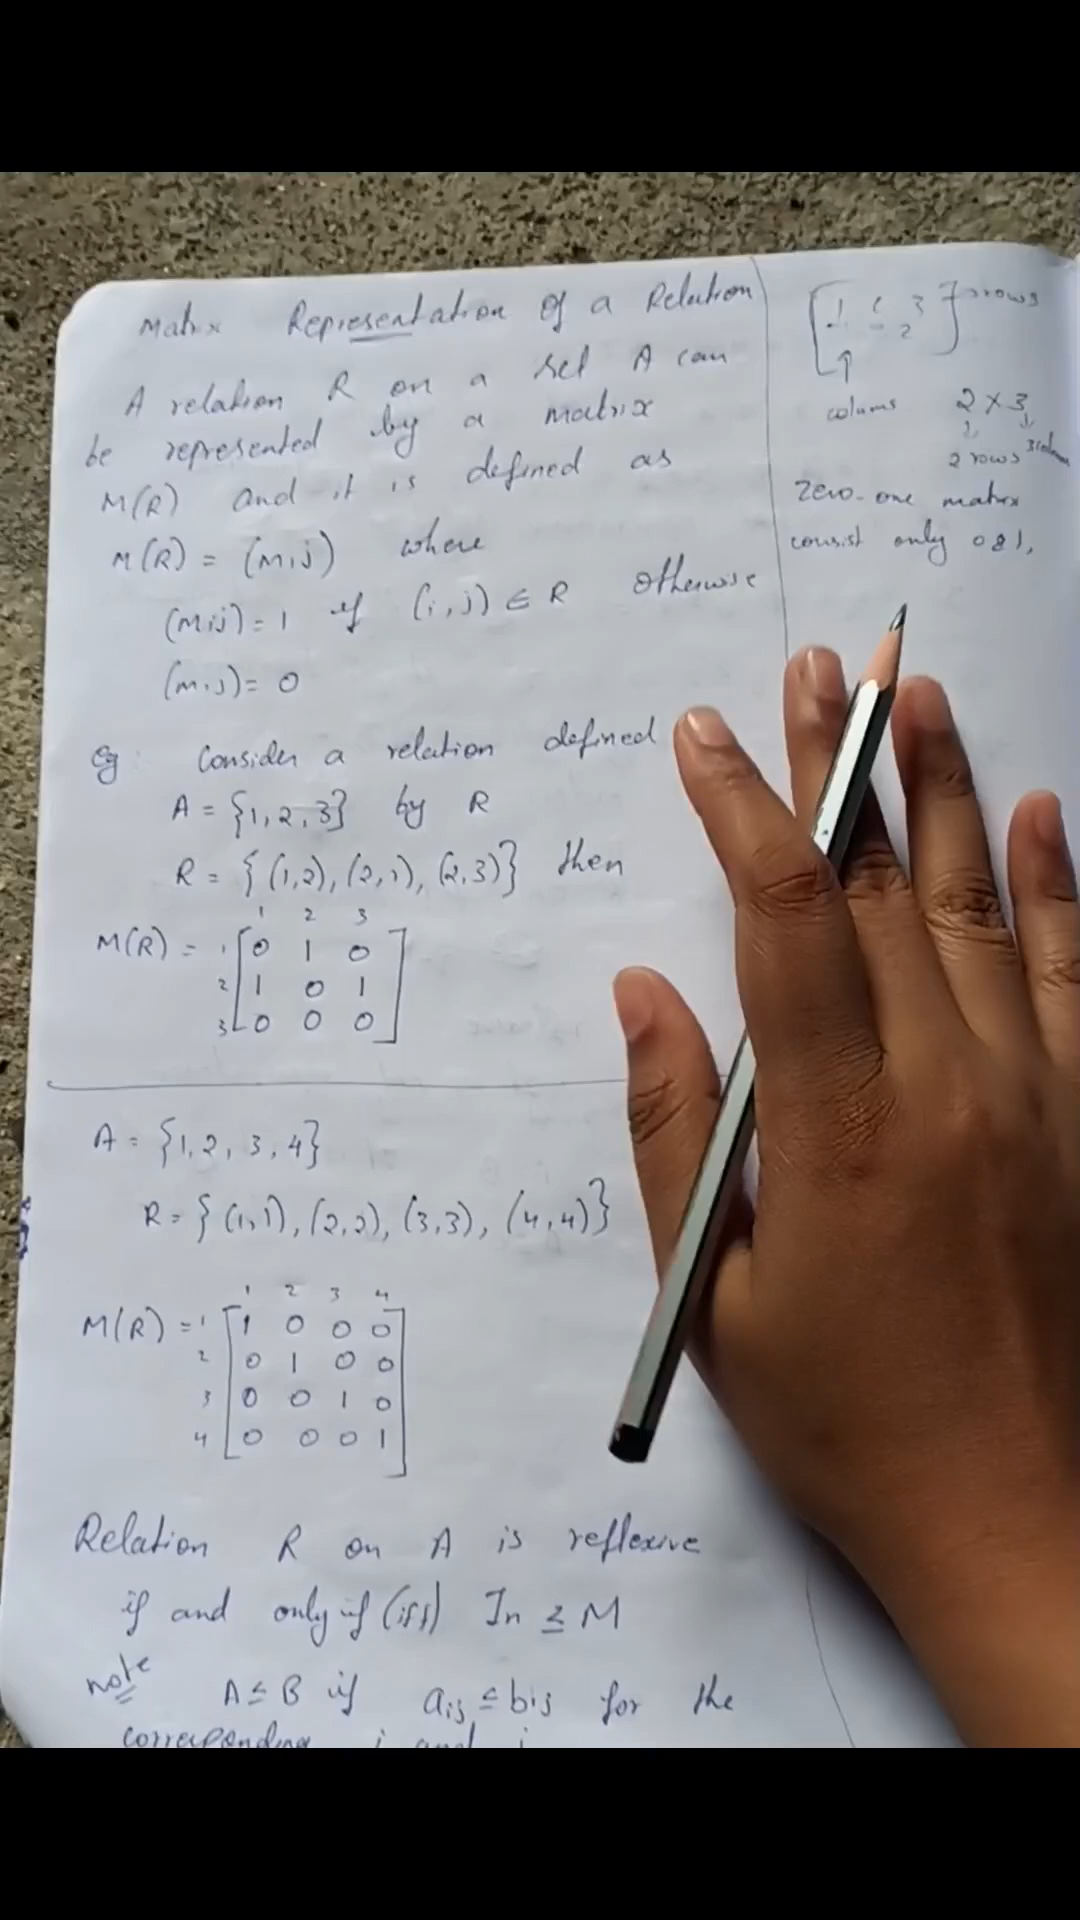 Matrix Representation of a Relation
A relation R on a set A can
be represented by a matrix
M(R) and it is defined as
M(R) = (mij) where
(mij) = 1 if (i,j) ∈ R otherwise
(mij) = 0
Eg: Consider a relation defined
A = {1,2,3} by R
R = {(1,2), (2,1), (2,3)} then
1 2 3
M(R) = 1 [0 1 0]
2 [1 0 1]
3 [0 0 0]
A = {1,2,3,4}
R = {(1,1), (2,2), (3,3), (4,4)}
1 2 3 4
M(R) = 1 [1 0 0 0]
2 [0 1 0 0]
3 [0 0 1 0]
4 [0 0 0 1]
Relation R on A is reflexive
if and only if (iff) In ≤ M
note A ≤ B if aij ≤ bij for the
corresponding i and j
rows
colums
2 × 3
2 rows
Zero-one matrix
consist only 0 & 1,